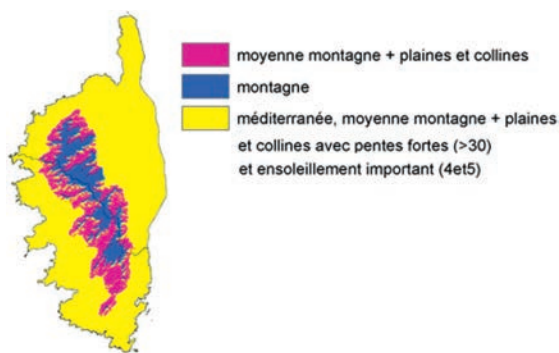 moyenne montagne + plaines et collines
montagne
méditerranée, moyenne montagne + plaines
et collines avec pentes fortes (>30)
et ensoleillement important (4et5)